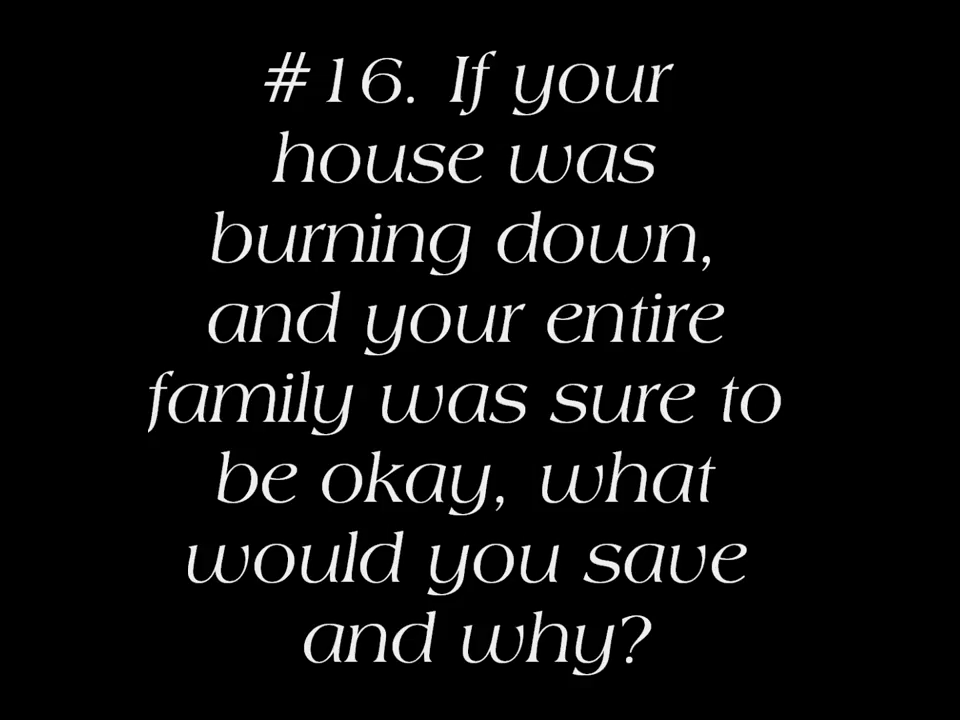 #16. If your
house was
burning down,
and your entire
family was sure to
be okay, what
would you save
and why?